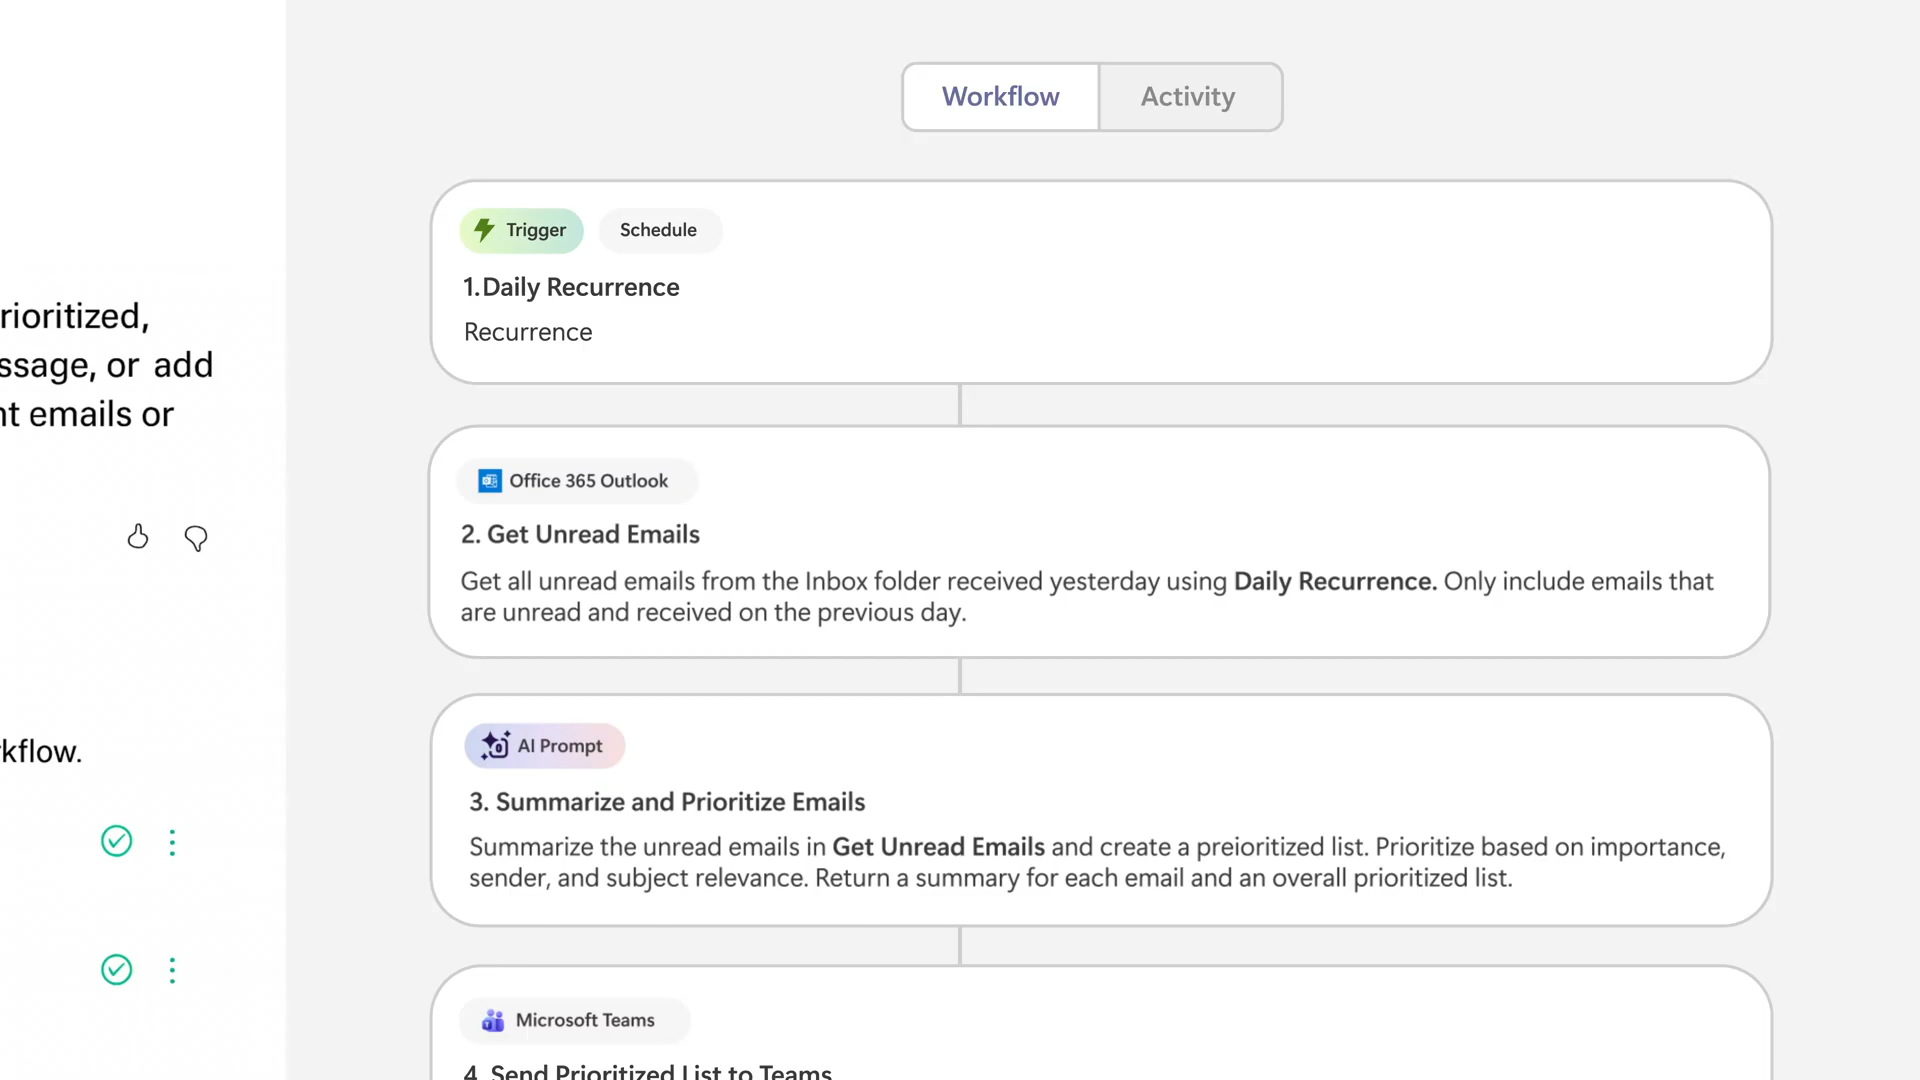 Workflow
Activity
rioritized,
ssage, or add
nt emails or
kflow.
Trigger
Schedule
1.Daily Recurrence
Recurrence
Office 365 Outlook
2. Get Unread Emails
Get all unread emails from the Inbox folder received yesterday using Daily Recurrence. Only include emails that
are unread and received on the previous day.
AI Prompt
3. Summarize and Prioritize Emails
Summarize the unread emails in Get Unread Emails and create a preioritized list. Prioritize based on importance,
sender, and subject relevance. Return a summary for each email and an overall prioritized list.
Microsoft Teams
4. Send Prioritized List to Teams